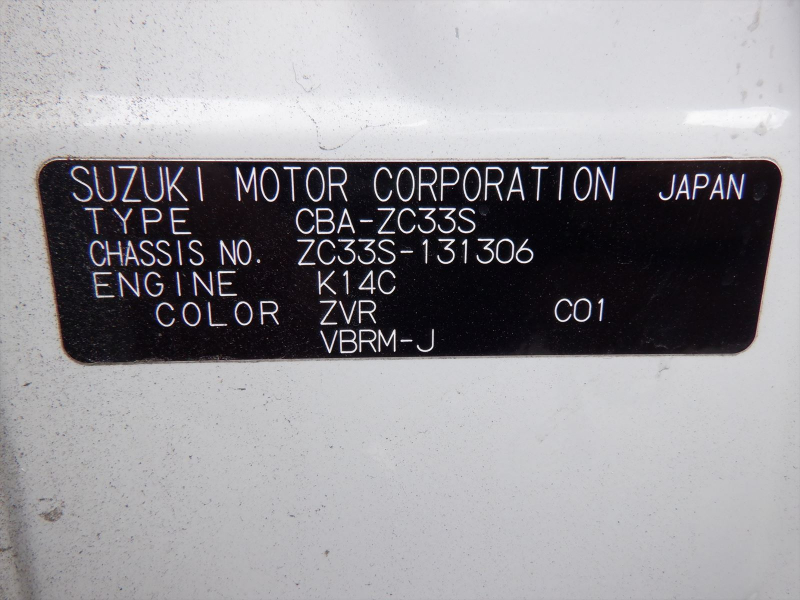 SUZUKI MOTOR CORPORATION JAPAN
TYPE CBA-ZC33S
CHASSIS NO. ZC33S-131306
ENGINE K14C
COLOR ZVR C01
VBRM-J